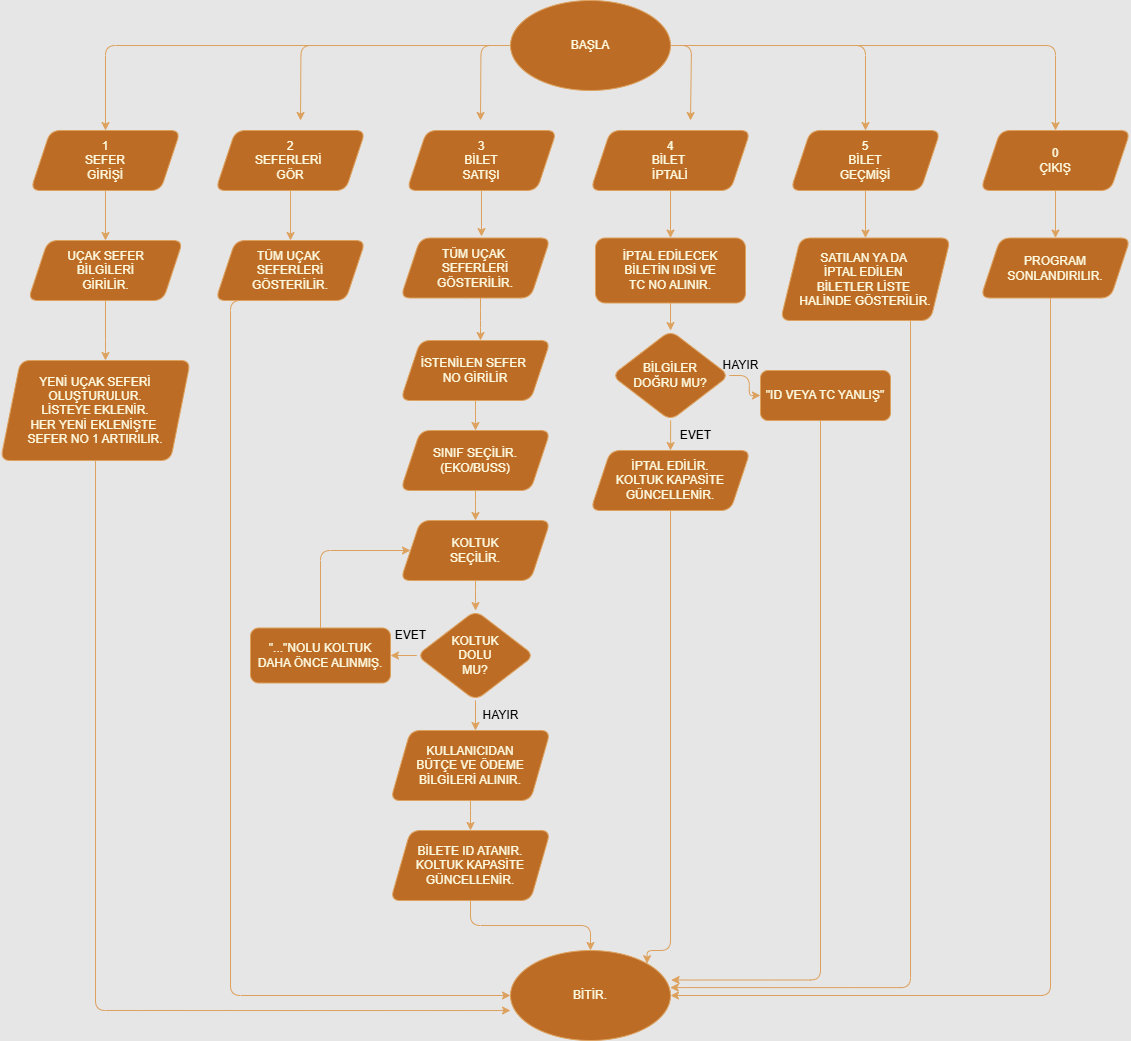 BAŞLA
1
SEFER
GİRİŞİ
UÇAK SEFER
BİLGİLERİ
GİRİLİR.
YENİ UÇAK SEFERİ
OLUŞTURULUR.
LİSTEYE EKLENİR.
HER YENİ EKLENİŞTE
SEFER NO 1 ARTIRILIR.
2
SEFERLERİ
GÖR
TÜM UÇAK
SEFERLERİ
GÖSTERİLİR.
3
BİLET
SATIŞI
TÜM UÇAK
SEFERLERİ
GÖSTERİLİR.
İSTENİLEN SEFER
NO GİRİLİR
SINIF SEÇİLİR.
(EKO/BUSS)
KOLTUK
SEÇİLİR.
KOLTUK
DOLU
MU?
EVET
"..."NOLU KOLTUK
DAHA ÖNCE ALINMIŞ.
HAYIR
KULLANICIDAN
BÜTÇE VE ÖDEME
BİLGİLERİ ALINIR.
BİLETE ID ATANIR.
KOLTUK KAPASİTE
GÜNCELLENİR.
4
BİLET
İPTALİ
İPTAL EDİLECEK
BİLETİN IDSİ VE
TC NO ALINIR.
BİLGİLER
DOĞRU MU?
HAYIR
"ID VEYA TC YANLIŞ"
EVET
İPTAL EDİLİR.
KOLTUK KAPASİTE
GÜNCELLENİR.
5
BİLET
GEÇMİŞİ
SATILAN YA DA
İPTAL EDİLEN
BİLETLER LİSTE
HALİNDE GÖSTERİLİR.
0
ÇIKIŞ
PROGRAM
SONLANDIRILIR.
BİTİR.